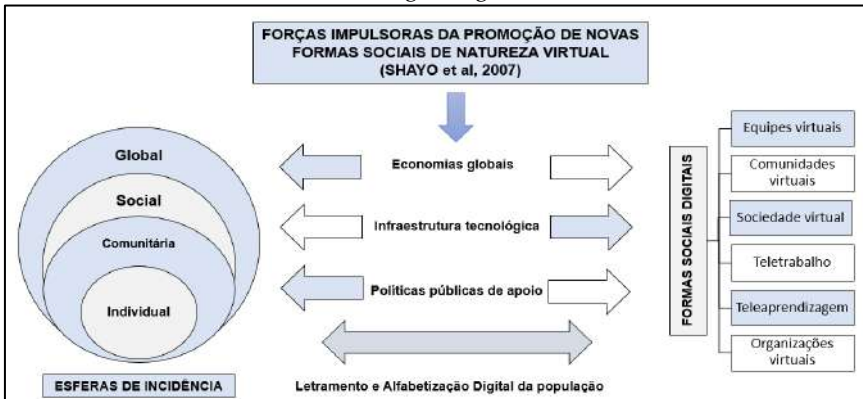 FORÇAS IMPULSORAS DA PROMOÇÃO DE NOVAS
FORMAS SOCIAIS DE NATUREZA VIRTUAL
(SHAYO et al, 2007)
Global
Social
Comunitária
Individual
ESFERAS DE INCIDÊNCIA
Economias globais
Infraestrutura tecnológica
Políticas públicas de apoio
Letramento e Alfabetização Digital da população
FORMAS SOCIAIS DIGITAIS
Equipes virtuais
Comunidades
virtuais
Sociedade virtual
Teletrabalho
Teleaprendizagem
Organizações
virtuais